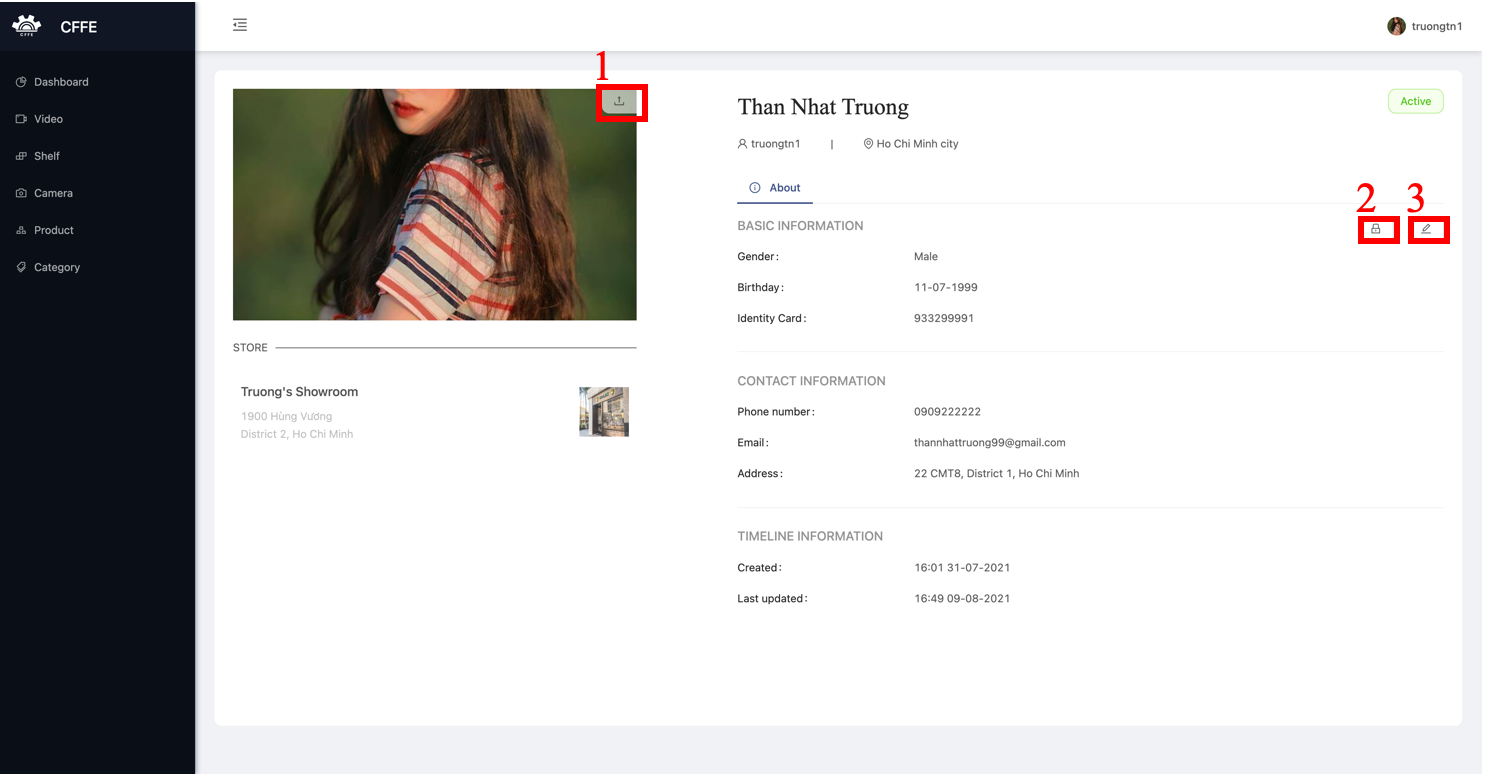 CFFE
CFFE
truongtn1
Dashboard
Video
Shelf
Camera
Product
Category
1
Than Nhat Truong
Active
truongtn1 | Ho Chi Minh city
About
2 3
BASIC INFORMATION
Gender: Male
Birthday: 11-07-1999
Identity Card: 933299991
STORE
Truong's Showroom
1900 Hùng Vương
District 2, Ho Chi Minh
CONTACT INFORMATION
Phone number: 0909222222
Email: thannhattruong99@gmail.com
Address: 22 CMT8, District 1, Ho Chi Minh
TIMELINE INFORMATION
Created: 16:01 31-07-2021
Last updated: 16:49 09-08-2021